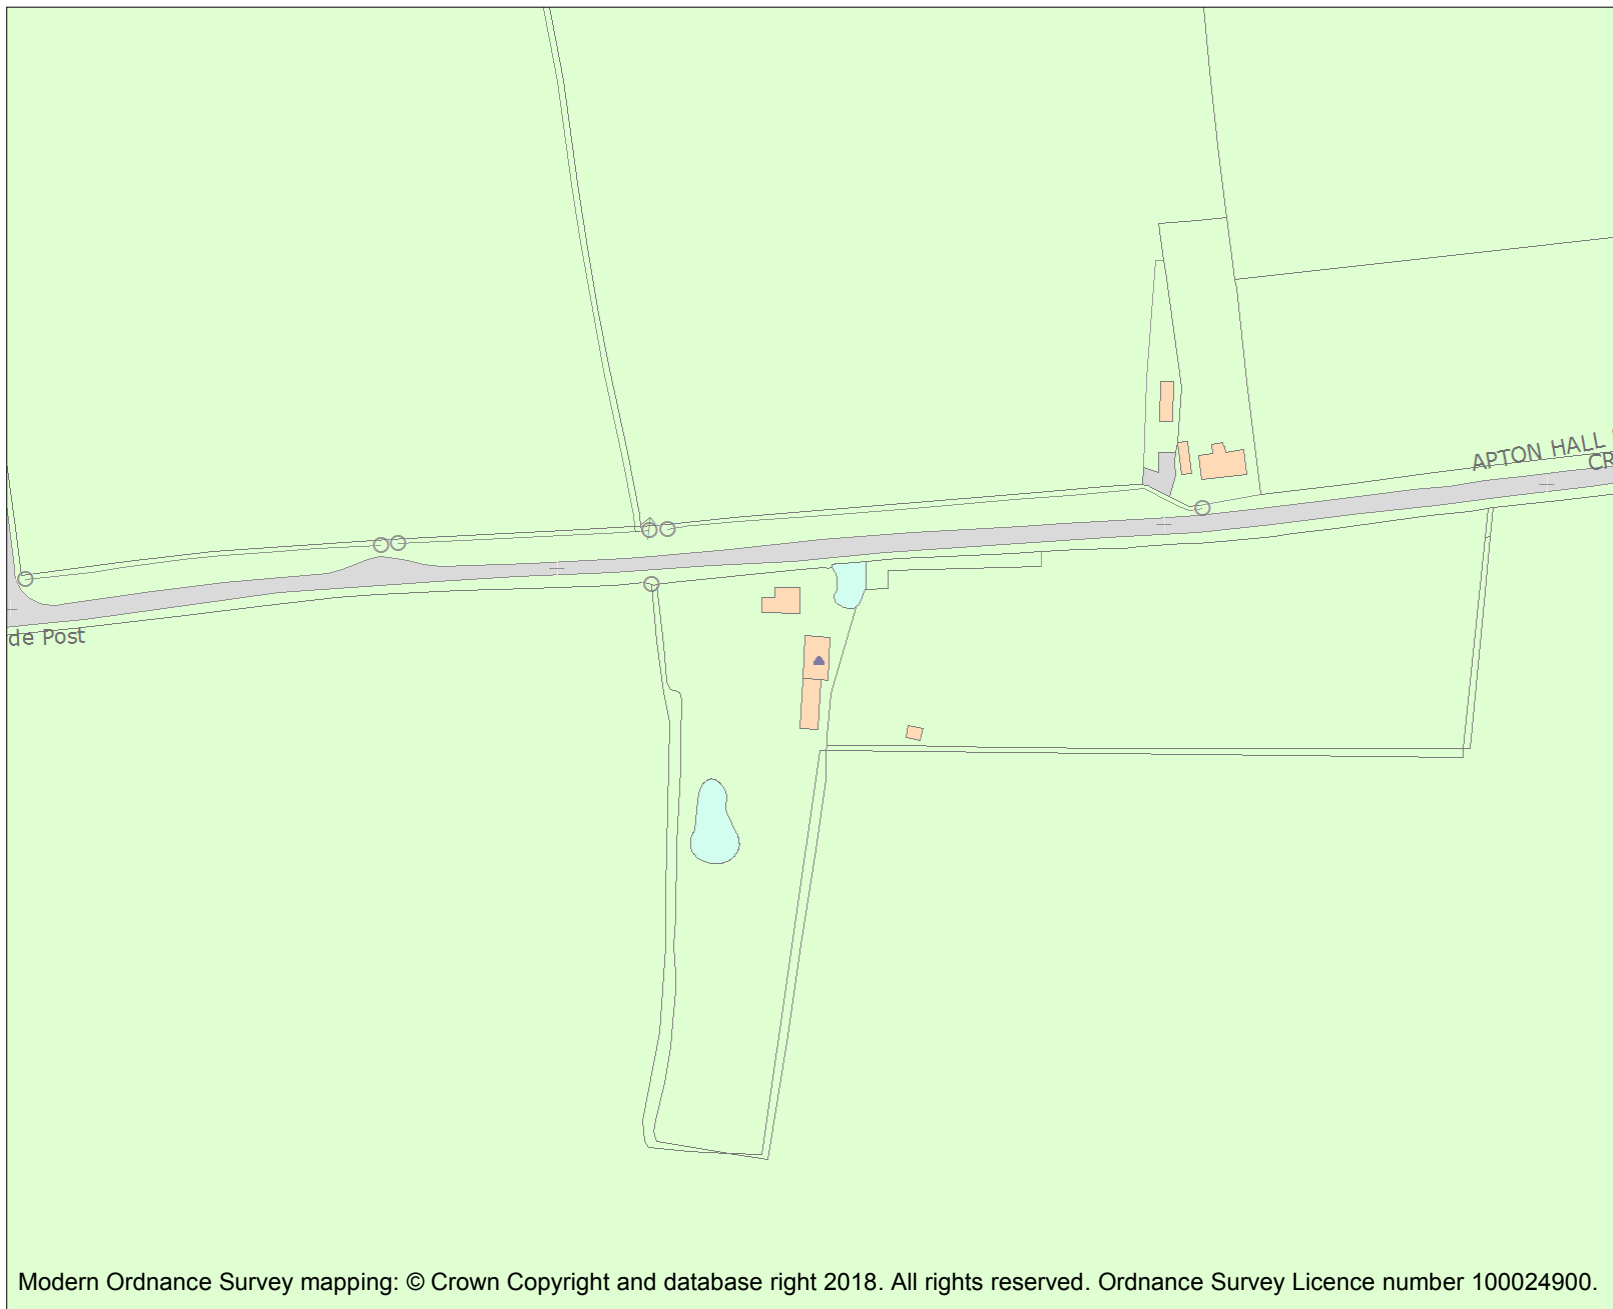 APTON HALL
CR
de Post
Modern Ordnance Survey mapping: © Crown Copyright and database right 2018. All rights reserved. Ordnance Survey Licence number 100024900.